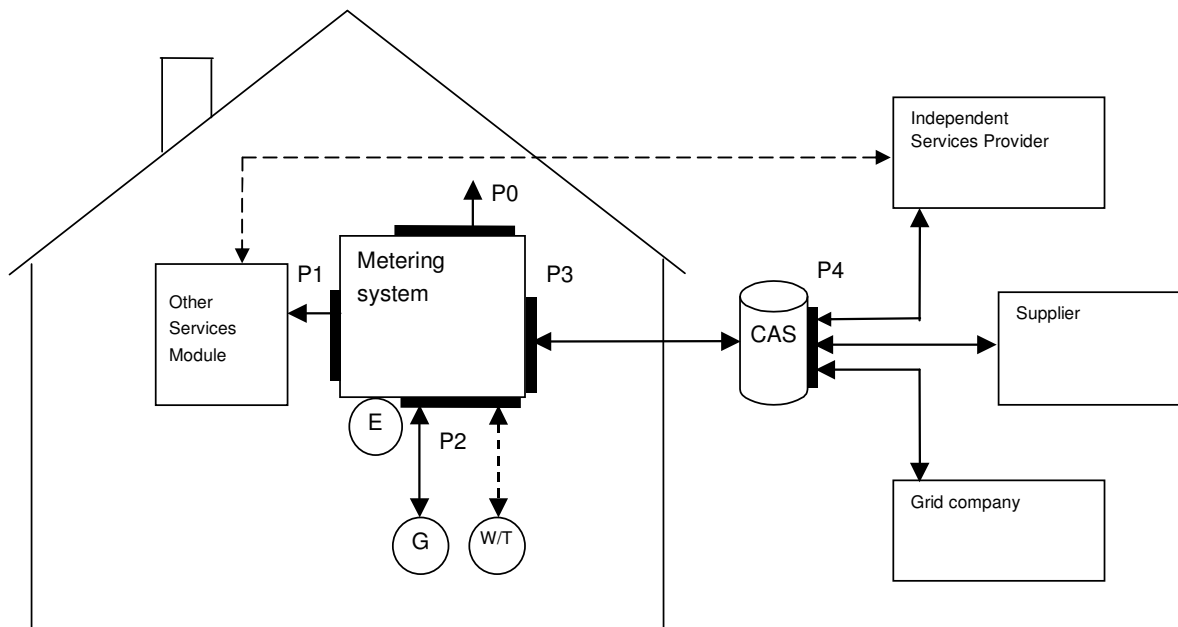 Independent
Services Provider
P0
Metering
system
P1
P3
P4
Other
Services
Module
CAS
Supplier
E
P2
G
W/T
Grid company